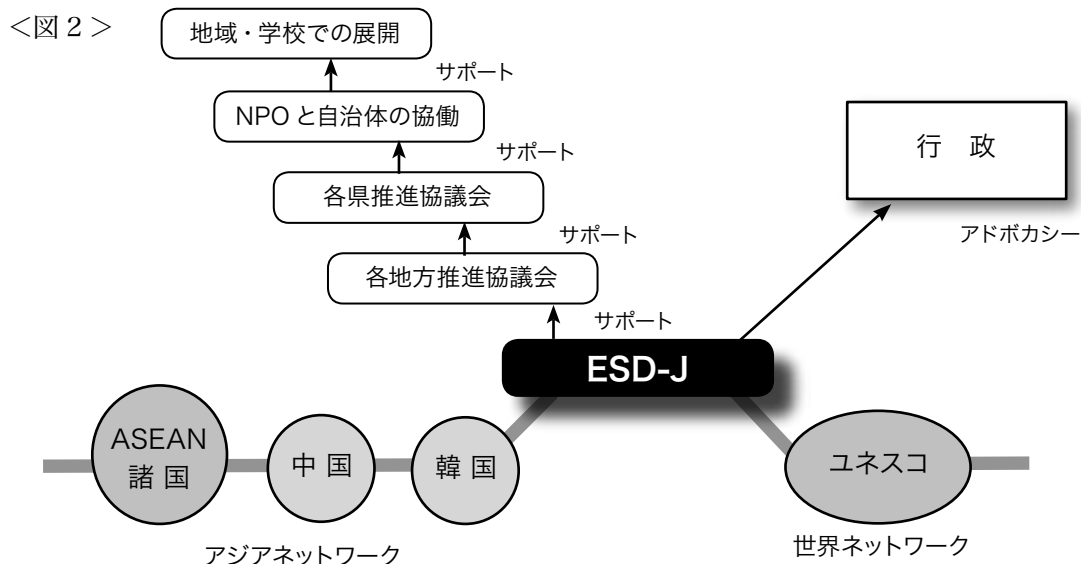 ＜図２＞
地域・学校での展開
サポート
NPO と自治体の協働
サポート
各県推進協議会
サポート
各地方推進協議会
サポート
行　政
アドボカシー
ESD-J
ASEAN
諸 国
中 国
韓 国
ユネスコ
アジアネットワーク
世界ネットワーク